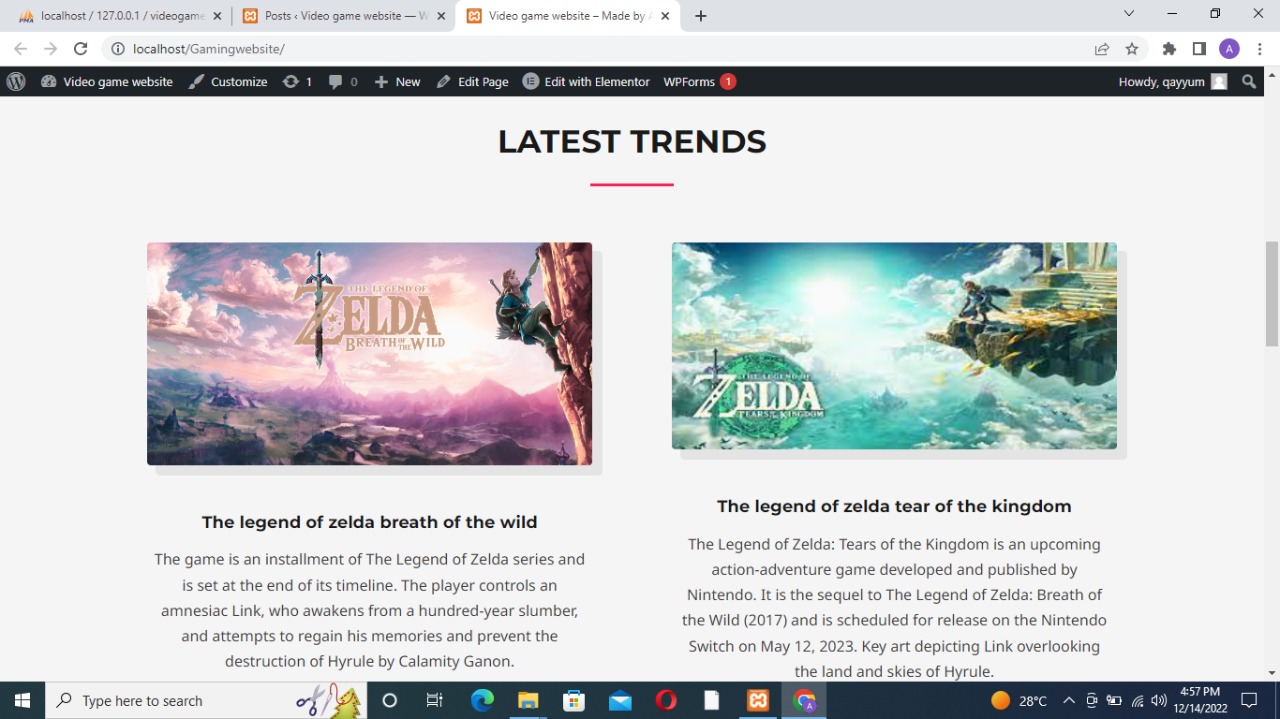 localhost / 127.0.0.1 / videogame
Posts ‹ Video game website — W
Video game website – Made by A
localhost/Gamingwebsite/
A
Video game website
Customize
1
0
New
Edit Page
Edit with Elementor
WPForms 1
Howdy, qayyum
LATEST TRENDS
THE LEGEND OF
ZELDA
BREATH OF THE WILD
THE LEGEND OF
ZELDA
TEARS OF THE KINGDOM
The legend of zelda breath of the wild
The game is an installment of The Legend of Zelda series and
is set at the end of its timeline. The player controls an
amnesiac Link, who awakens from a hundred-year slumber,
and attempts to regain his memories and prevent the
destruction of Hyrule by Calamity Ganon.
The legend of zelda tear of the kingdom
The Legend of Zelda: Tears of the Kingdom is an upcoming
action-adventure game developed and published by
Nintendo. It is the sequel to The Legend of Zelda: Breath of
the Wild (2017) and is scheduled for release on the Nintendo
Switch on May 12, 2023. Key art depicting Link overlooking
the land and skies of Hyrule.
Type here to search
28°C
4:57 PM
12/14/2022